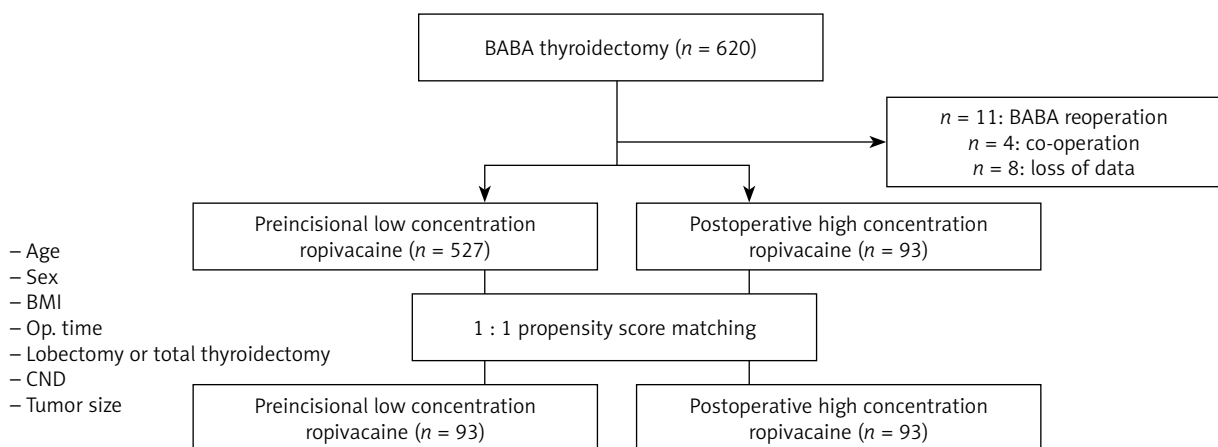 BABA thyroidectomy (n = 620)
n = 11: BABA reoperation
n = 4: co-operation
n = 8: loss of data
Preincisional low concentration
ropivacaine (n = 527)
Postoperative high concentration
ropivacaine (n = 93)
– Age
– Sex
– BMI
– Op. time
– Lobectomy or total thyroidectomy
– CND
– Tumor size
1 : 1 propensity score matching
Preincisional low concentration
ropivacaine (n = 93)
Postoperative high concentration
ropivacaine (n = 93)